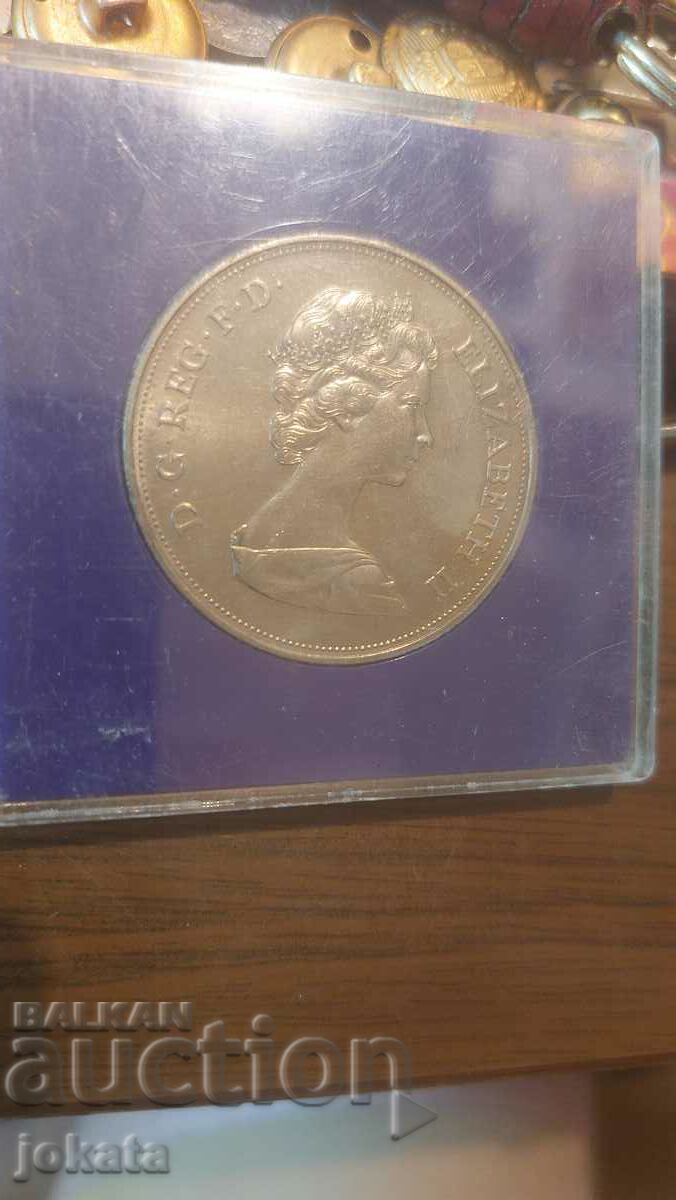 D·G·REG·F·D·
ELIZABETH II
BALKAN
auction
jokata